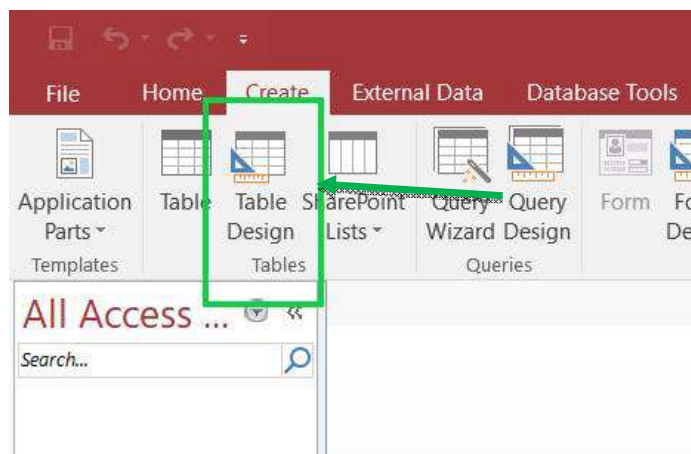 File Home Create External Data Database Tools
Application Table Table SharePoint Query Query Form
Parts Design Lists Wizard Design
Templates Tables Queries
All Access ...
Search...